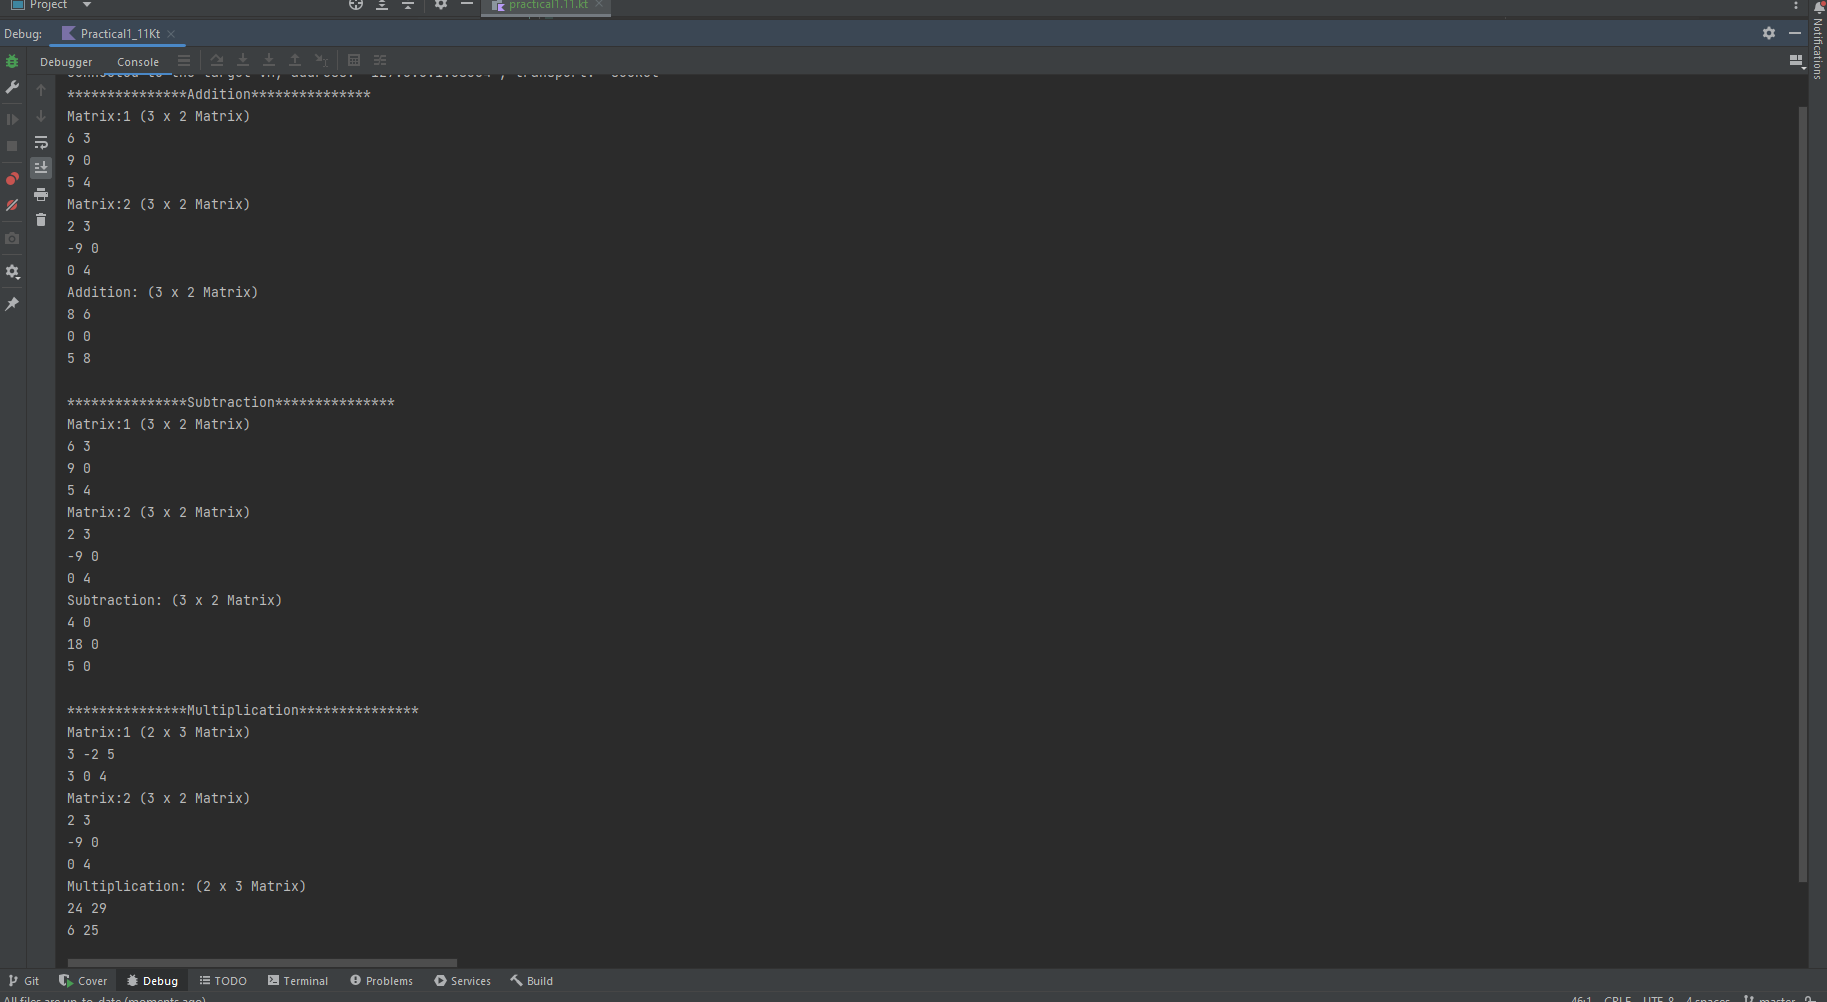 Project
practical1.11.kt
Debug:
Practical1_11Kt
Notifications
Debugger
Console
***************Addition***************
Matrix:1 (3 x 2 Matrix)
6 3
9 0
5 4
Matrix:2 (3 x 2 Matrix)
2 3
-9 0
0 4
Addition: (3 x 2 Matrix)
8 6
0 0
5 8
***************Subtraction***************
Matrix:1 (3 x 2 Matrix)
6 3
9 0
5 4
Matrix:2 (3 x 2 Matrix)
2 3
-9 0
0 4
Subtraction: (3 x 2 Matrix)
4 0
18 0
5 0
***************Multiplication***************
Matrix:1 (2 x 3 Matrix)
3 -2 5
3 0 4
Matrix:2 (3 x 2 Matrix)
2 3
-9 0
0 4
Multiplication: (2 x 3 Matrix)
24 29
6 25
Git Cover Debug TODO Terminal Problems Services Build
All files are up-to-date (moments ago) 46:1 CRLF UTF-8 4 spaces master